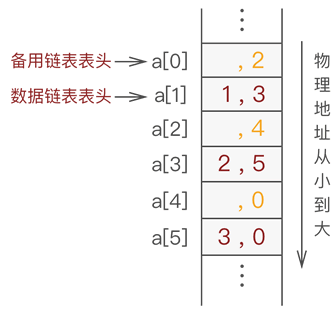 备用链表表头 a[0] , 2
数据链表表头 a[1] 1 , 3
a[2] , 4
a[3] 2 , 5
a[4] , 0
a[5] 3 , 0
物理地址从小到大